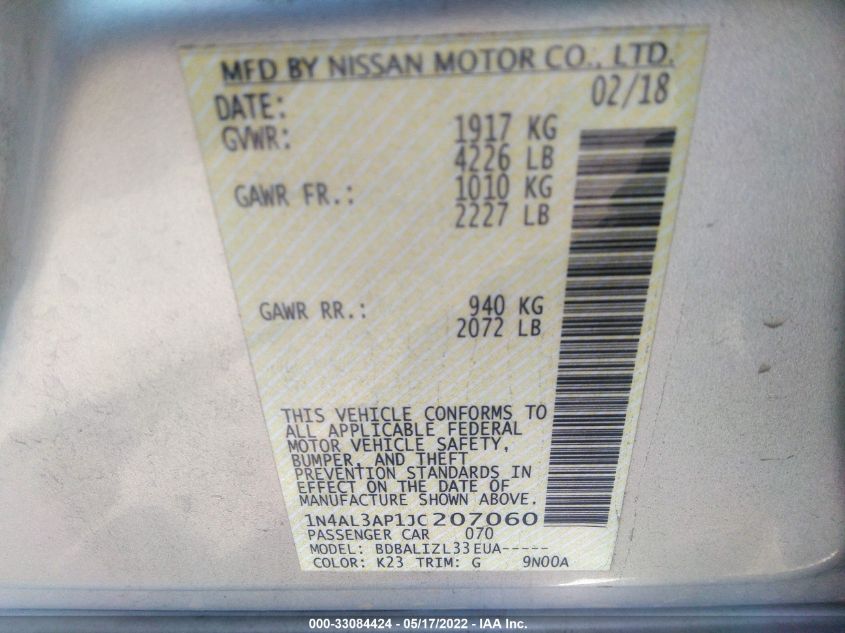 MFD BY NISSAN MOTOR CO., LTD.
DATE: 02/18
GVWR: 1917 KG
4226 LB
GAWR FR.: 1010 KG
2227 LB
GAWR RR.: 940 KG
2072 LB
THIS VEHICLE CONFORMS TO
ALL APPLICABLE FEDERAL
MOTOR VEHICLE SAFETY,
BUMPER, AND THEFT
PREVENTION STANDARDS IN
EFFECT ON THE DATE OF
MANUFACTURE SHOWN ABOVE.
1N4AL3AP1JC207060
PASSENGER CAR 070
MODEL: BDBALIZL33EUA-----
COLOR: K23 TRIM: G 9N00A
000-33084424 - 05/17/2022 - IAA Inc.